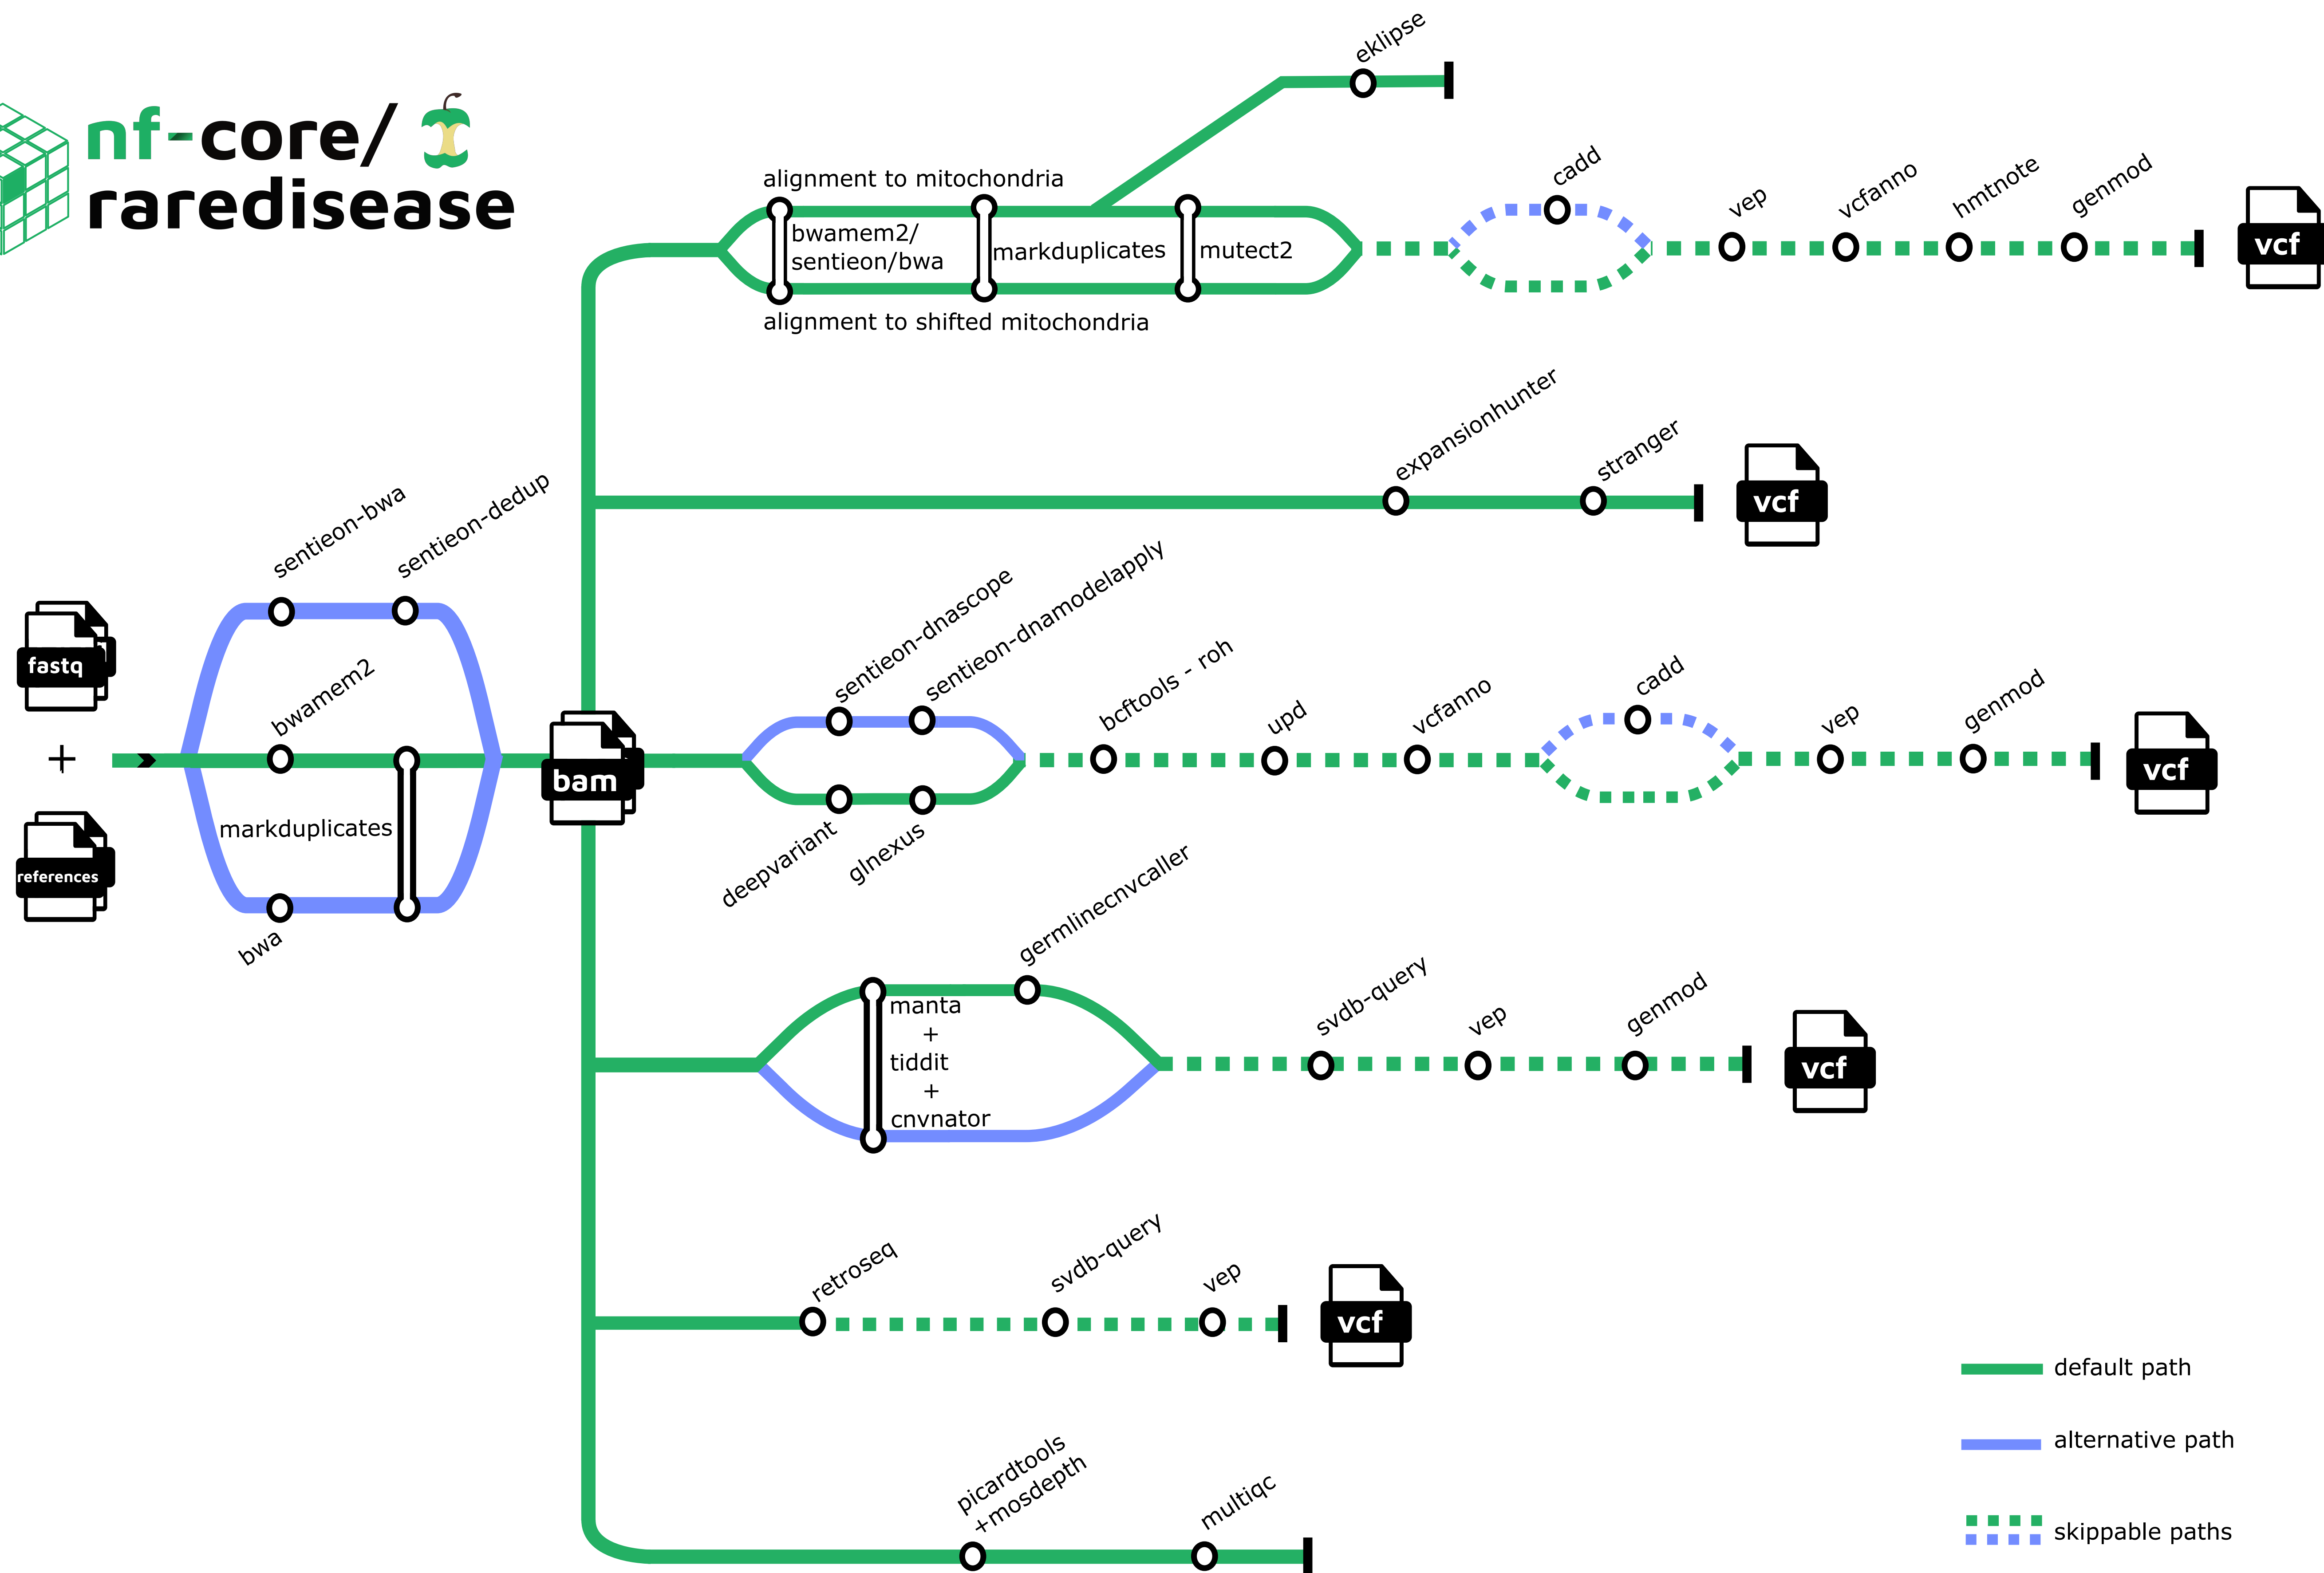 nf-core/
raredisease
eklipse
alignment to mitochondria
bwamem2/
sentieon/bwa
markduplicates
mutect2
alignment to shifted mitochondria
cadd
vep
vcfanno
hmtnote
genmod
vcf
expansionhunter
stranger
vcf
fastq
+
references
sentieon-bwa
sentieon-dedup
bwamem2
markduplicates
bwa
bam
sentieon-dnascope
sentieon-dnamodelapply
deepvariant
glnexus
bcftools - roh
upd
vcfanno
cadd
vep
genmod
vcf
manta
+
tiddit
+
cnvnator
germlinecnvcaller
svdb-query
vep
genmod
vcf
retroseq
svdb-query
vep
vcf
picardtools
+mosdepth
multiqc
default path
alternative path
skippable paths